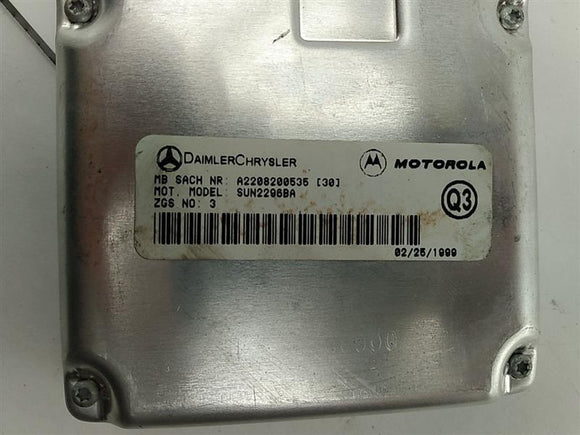 DAIMLERCHRYSLER
MOTOROLA
MB SACH NR: A2208200535 [30]
MOT. MODEL: SUN2296BA
ZGS NO: 3
Q3
02/25/1999